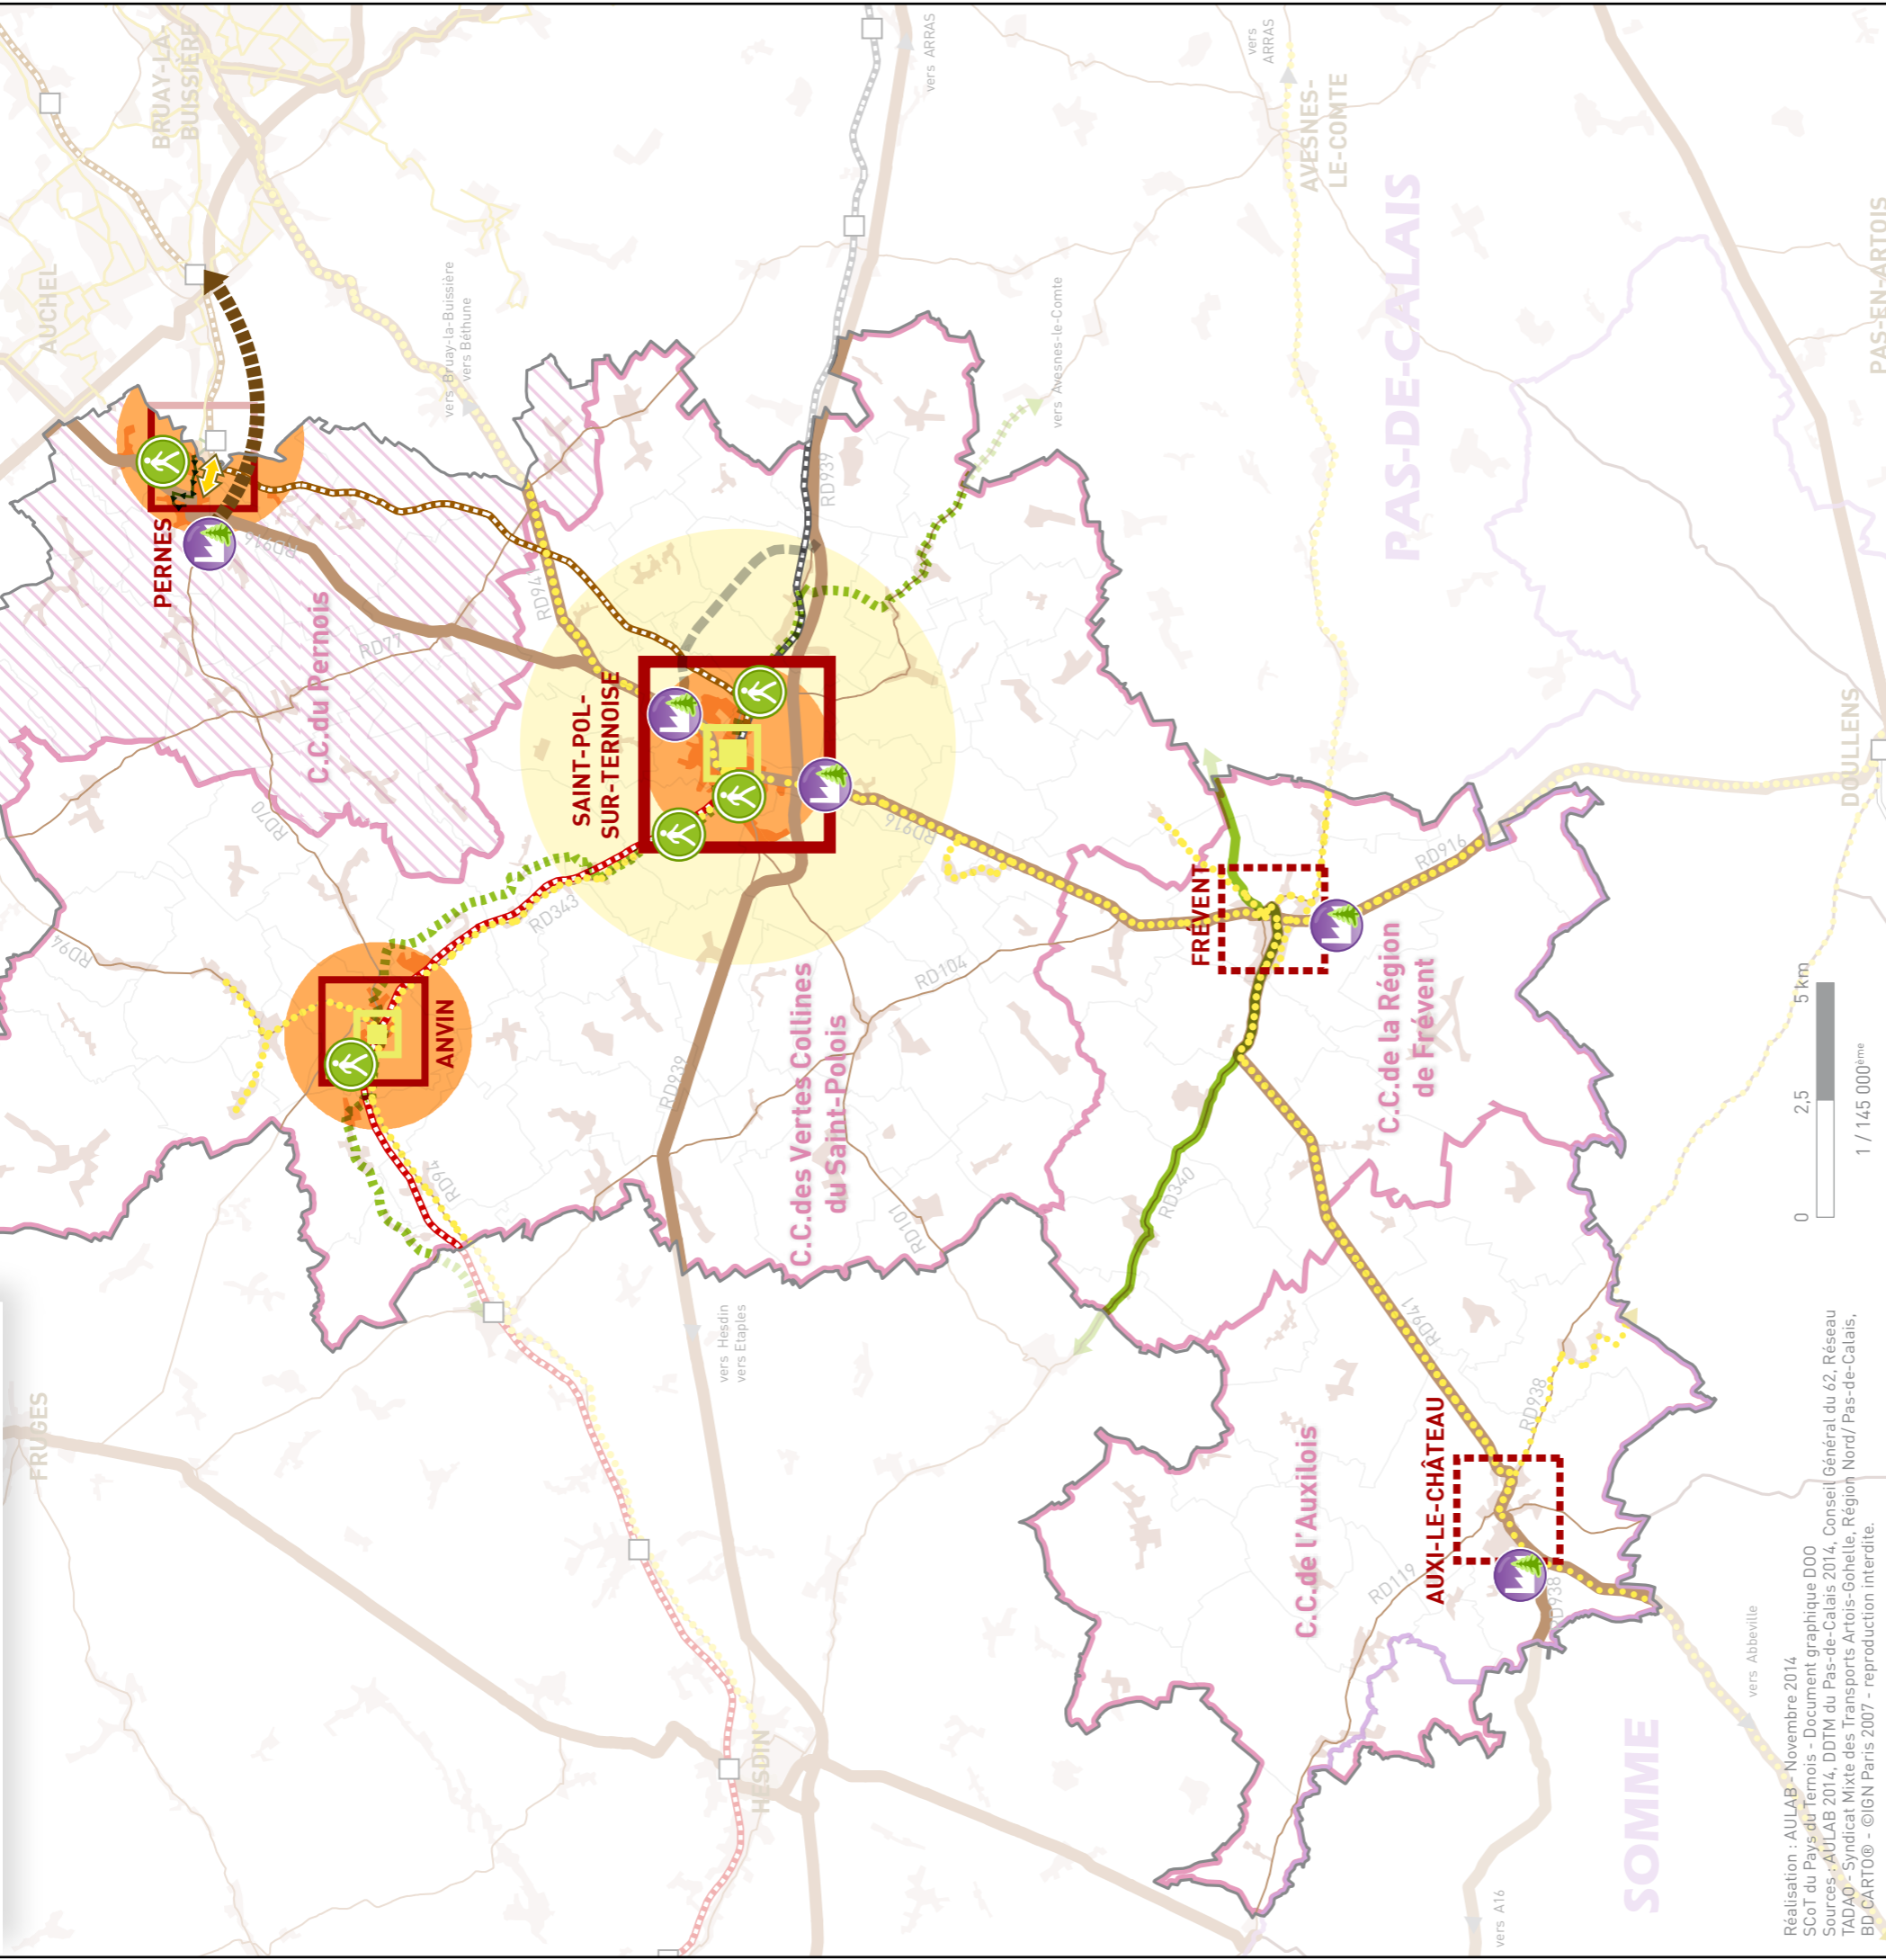 FRUGES
AUCHEL
BRUAY-LA-
BUISSIÈRE
PERNES
RD916
C.C.du Pernois
RD77
RD70
RD94
RD941
vers Bruay-la-Buissière
vers Béthune
ANVIN
RD343
RD94
SAINT-POL-
SUR-TERNOISE
RD939
RD939
vers ARRAS
vers Hesdin
vers Etaples
HESDIN
C.C.des Vertes Collines
du Saint-Polois
RD101
RD104
RD916
vers Avesnes-le-Comte
vers
ARRAS
AVESNES-
LE-COMTE
FRÉVENT
RD340
C.C.de la Région
de Frévent
RD916
PAS-DE-CALAIS
C.C.de l'Auxilois
RD119
AUXI-LE-CHÂTEAU
RD941
RD938
RD938
vers A16
SOMME
vers Abbeville
DOULLENS
PAS-EN-ARTOIS
0
2,5
5 km
1 / 145 000ème
Réalisation : AULAB - Novembre 2014
SCoT du Pays du Ternois - Document graphique DOO
Sources : AULAB 2014, DDTM du Pas-de-Calais 2014, Conseil Général du 62, Réseau
TADAO - Syndicat Mixte des Transports Artois-Gohelle, Région Nord/ Pas-de-Calais,
BD CARTO® - ©IGN Paris 2007 - reproduction interdite.